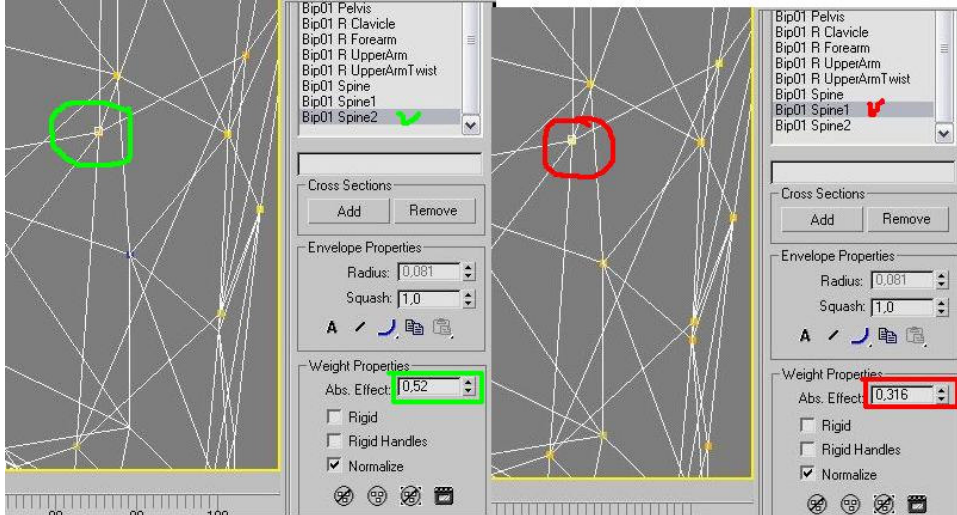 Bip01 Pelvis
Bip01 R Clavicle
Bip01 R Forearm
Bip01 R UpperArm
Bip01 R UpperArmTwist
Bip01 Spine
Bip01 Spine1
Bip01 Spine2
Cross Sections
Add Remove
Envelope Properties
Radius: 0,081
Squash: 1,0
A
Weight Properties
Abs. Effect: 0,52
Rigid
Rigid Handles
Normalize
Bip01 Pelvis
Bip01 R Clavicle
Bip01 R Forearm
Bip01 R UpperArm
Bip01 R UpperArmTwist
Bip01 Spine
Bip01 Spine1
Bip01 Spine2
Cross Sections
Add Remove
Envelope Properties
Radius: 0,081
Squash: 1,0
A
Weight Properties
Abs. Effect: 0,316
Rigid
Rigid Handles
Normalize